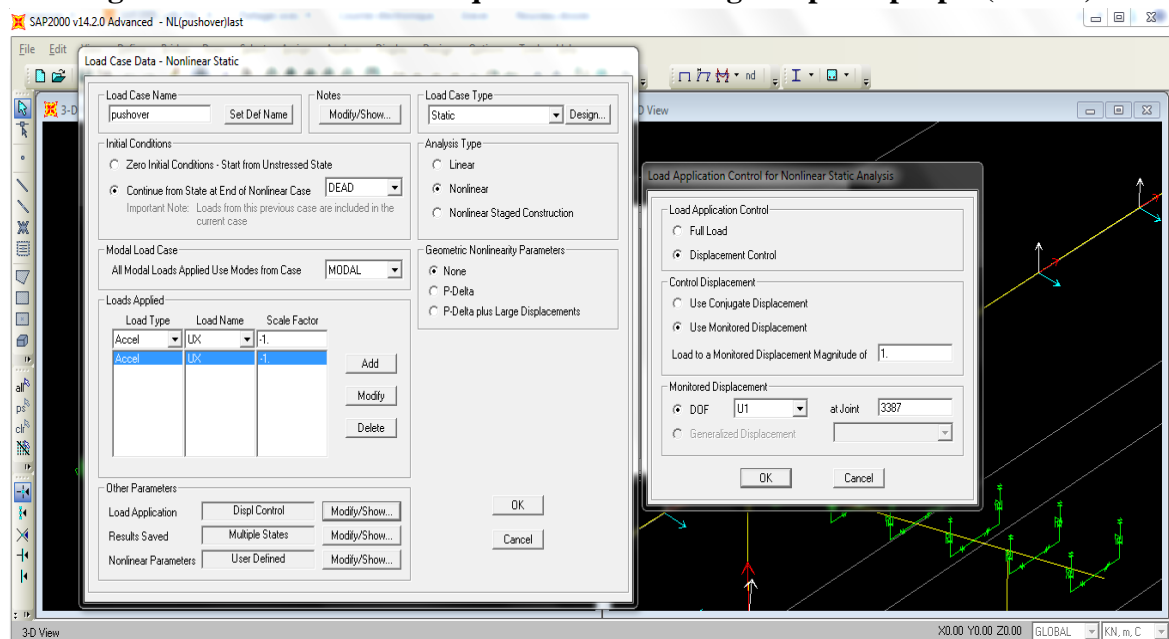 SAP2000 v14.2.0 Advanced - NL(pushover)last
File Edit
nd
3-D
D View
Load Case Data - Nonlinear Static
Load Case Name
pushover
Set Def Name
Notes
Modify/Show...
Load Case Type
Static
Design...
Initial Conditions
Zero Initial Conditions - Start from Unstressed State
Continue from State at End of Nonlinear Case
DEAD
Important Note: Loads from this previous case are included in the
current case
Analysis Type
Linear
Nonlinear
Nonlinear Staged Construction
Modal Load Case
All Modal Loads Applied Use Modes from Case
MODAL
Geometric Nonlinearity Parameters
None
P-Delta
P-Delta plus Large Displacements
Loads Applied
Load Type Load Name Scale Factor
Accel UX -1.
Accel UX -1.
Add
Modify
Delete
Other Parameters
Load Application Displ Control Modify/Show...
Results Saved Multiple States Modify/Show...
Nonlinear Parameters User Defined Modify/Show...
OK
Cancel
Load Application Control for Nonlinear Static Analysis
Load Application Control
Full Load
Displacement Control
Control Displacement
Use Conjugate Displacement
Use Monitored Displacement
Load to a Monitored Displacement Magnitude of 1.
Monitored Displacement
DOF U1 at Joint 3387
Generalized Displacement
OK Cancel
all
ps
clr
3-D View
X0.00 Y0.00 Z0.00 GLOBAL KN, m, C